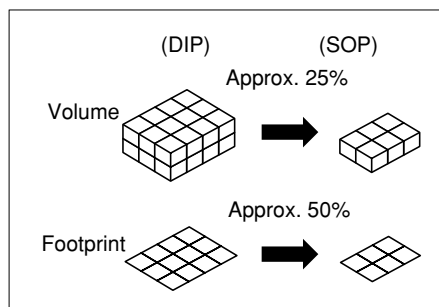 (DIP) (SOP)
Approx. 25%
Volume
Approx. 50%
Footprint